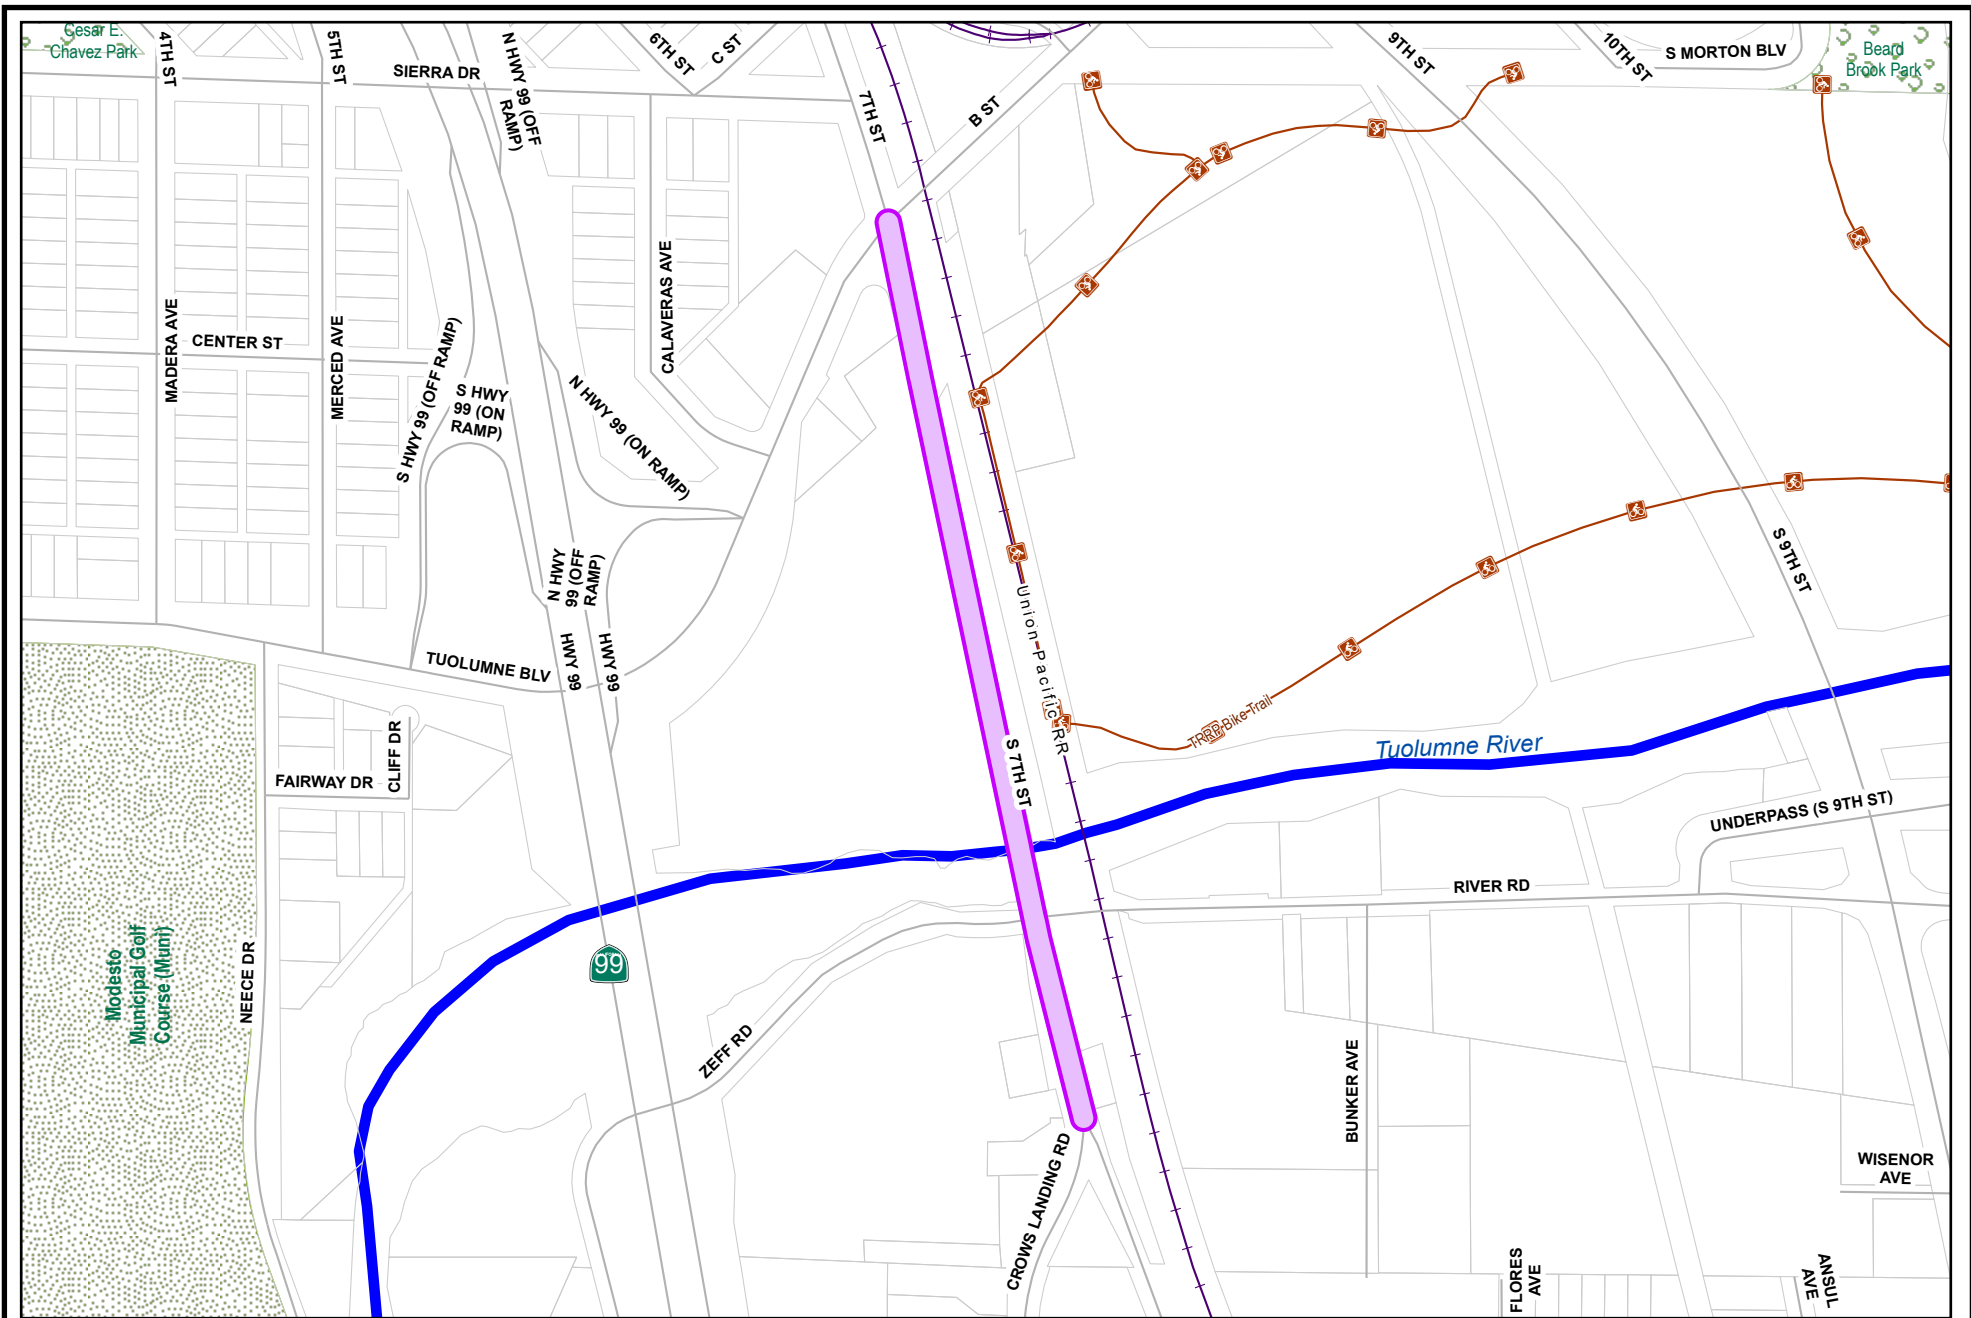 Cesar E.
Chavez Park
4TH ST
5TH ST
SIERRA DR
N HWY 99 (OFF
RAMP)
6TH ST
C ST
7TH ST
B ST
9TH ST
10TH ST
S MORTON BLV
Beard
Brook Park
MADERA AVE
CENTER ST
MERCED AVE
S HWY 99 (OFF RAMP)
S HWY
99 (ON
RAMP)
N HWY 99 (ON RAMP)
CALAVERAS AVE
N HWY
99 (OFF
RAMP)
HWY 99
HWY 99
TUOLUMNE BLV
CLIFF DR
FAIRWAY DR
NEECE DR
Modesto
Municipal Golf
Course (Muni)
99
ZEFF RD
S 7TH ST
Union Pacific RR
TRRP Bike Trail
Tuolumne River
S 9TH ST
UNDERPASS (S 9TH ST)
RIVER RD
BUNKER AVE
CROWS LANDING RD
WISENOR
AVE
FLORES
AVE
ANSUL
AVE